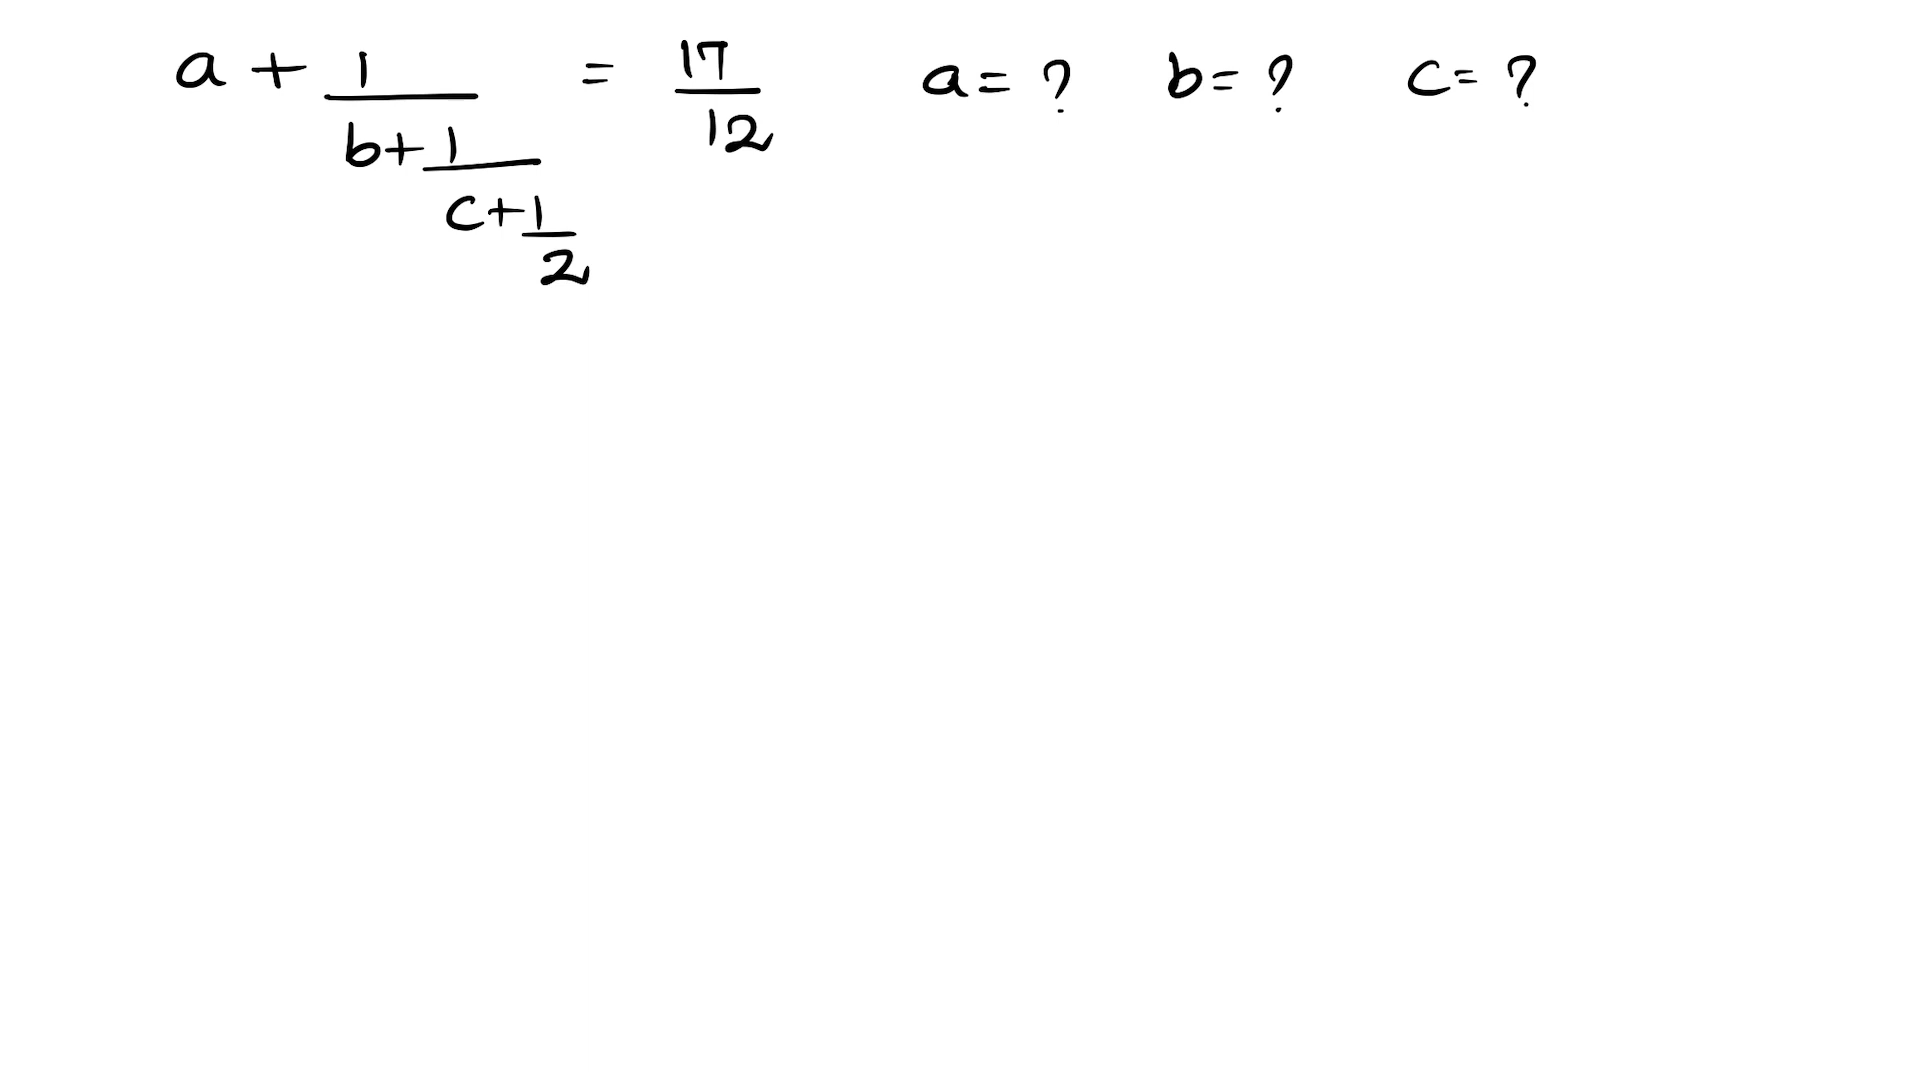 a + 1 = 17 a = ? b = ? c = ?
b + 1 12
c + 1
2